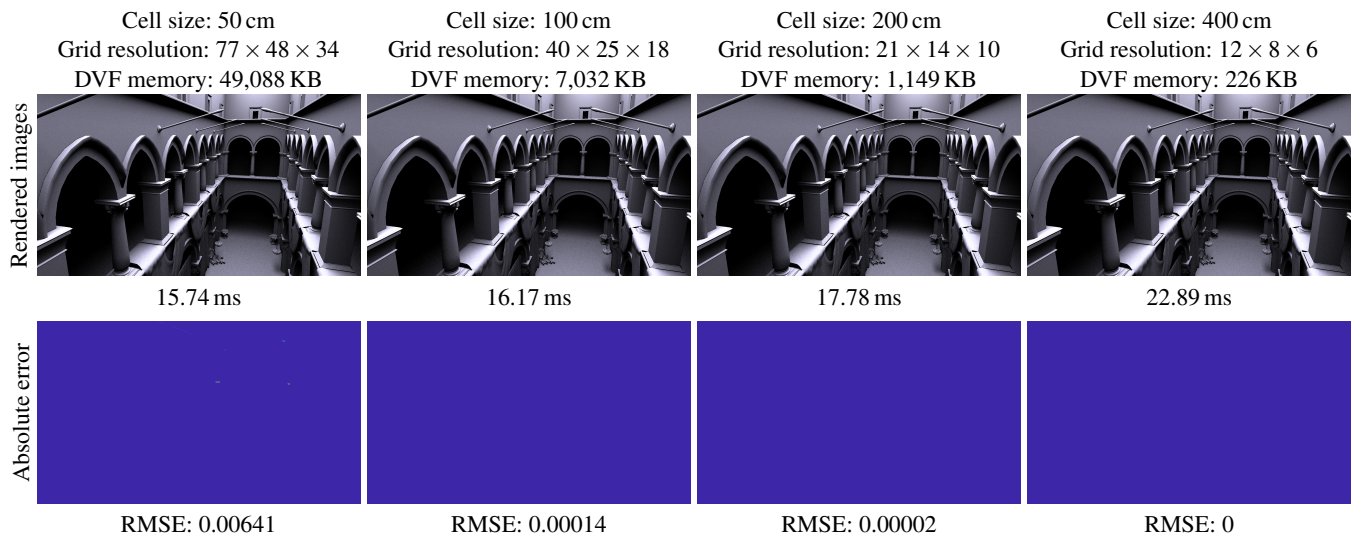 Cell size: 50 cm
Grid resolution: 77 × 48 × 34
DVF memory: 49,088 KB
Cell size: 100 cm
Grid resolution: 40 × 25 × 18
DVF memory: 7,032 KB
Cell size: 200 cm
Grid resolution: 21 × 14 × 10
DVF memory: 1,149 KB
Cell size: 400 cm
Grid resolution: 12 × 8 × 6
DVF memory: 226 KB
Rendered images
15.74 ms
16.17 ms
17.78 ms
22.89 ms
Absolute error
RMSE: 0.00641
RMSE: 0.00014
RMSE: 0.00002
RMSE: 0